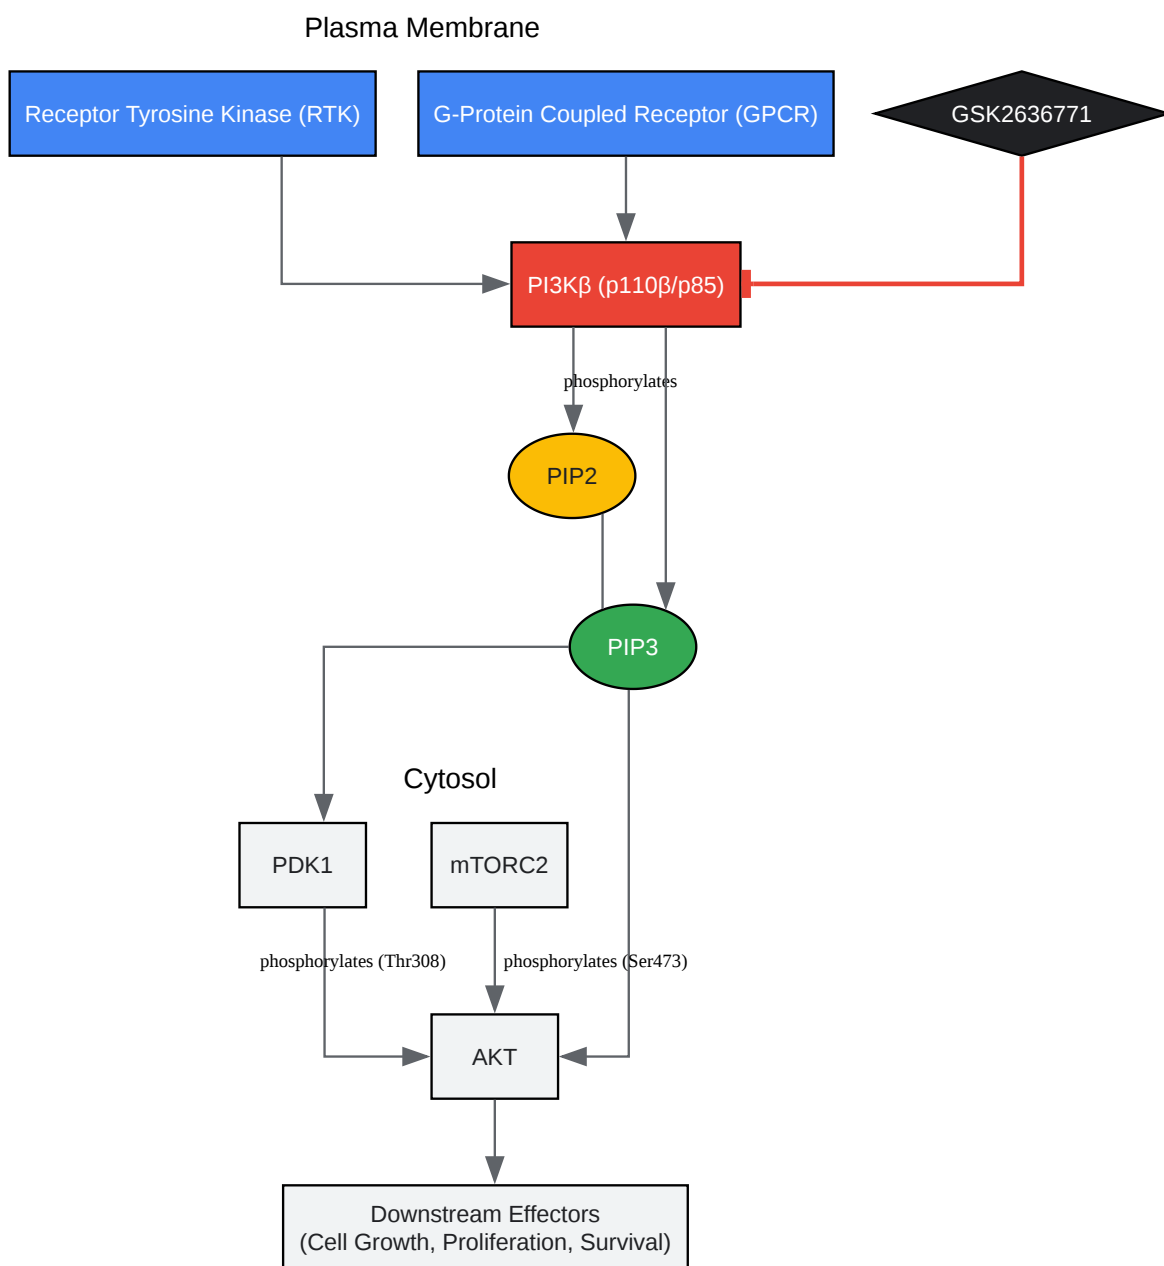 Plasma Membrane
Receptor Tyrosine Kinase (RTK)
G-Protein Coupled Receptor (GPCR)
GSK2636771
PI3Kβ (p110β/p85)
phosphorylates
PIP2
PIP3
Cytosol
PDK1
mTORC2
phosphorylates (Thr308)
phosphorylates (Ser473)
AKT
Downstream Effectors
(Cell Growth, Proliferation, Survival)